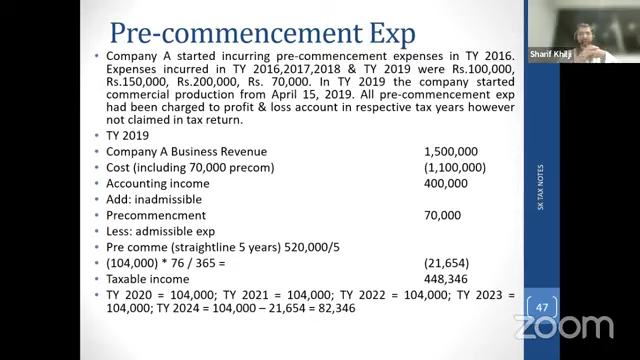 Pre-commencement Exp
Sharif Khilji
• Company A started incurring pre-commencement expenses in TY 2016.
Expenses incurred in TY 2016,2017,2018 & TY 2019 were Rs.100,000,
Rs.150,000, Rs.200,000, Rs. 70,000. In TY 2019 the company started
commercial production from April 15, 2019. All pre-commencement exp
had been charged to profit & loss account in respective tax years however
not claimed in tax return.
• TY 2019
• Company A Business Revenue 1,500,000
• Cost (including 70,000 precom) (1,100,000)
• Accounting income 400,000
• Add: inadmissible
• Precommencment 70,000
• Less: admissible exp
• Pre comme (straightline 5 years) 520,000/5
• (104,000) * 76 / 365 = (21,654)
• Taxable income 448,346
• TY 2020 = 104,000; TY 2021 = 104,000; TY 2022 = 104,000; TY 2023 =
104,000; TY 2024 = 104,000 – 21,654 = 82,346
SK TAX NOTES
47
zoom